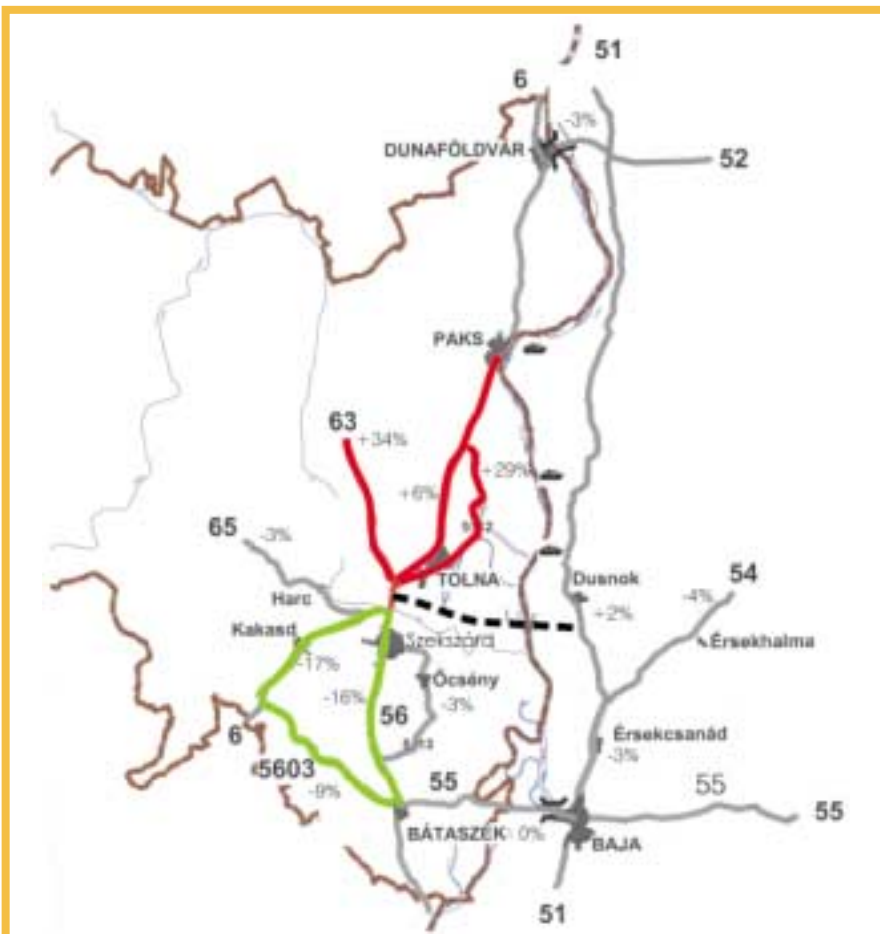 51
6
-3%
DUNAFÖLDVÁR
52
PAKS
63
+34%
+29%
+6%
65
-3%
TOLNA
Dusnok
54
-4%
+2%
Harc
Kakasd
-17%
Szekszárd
Érsekhalma
Őcsény
-16%
56
-3%
6
Érsekcsanád
-3%
5603
-9%
55
55
55
BÁTASZÉK
0%
BAJA
51